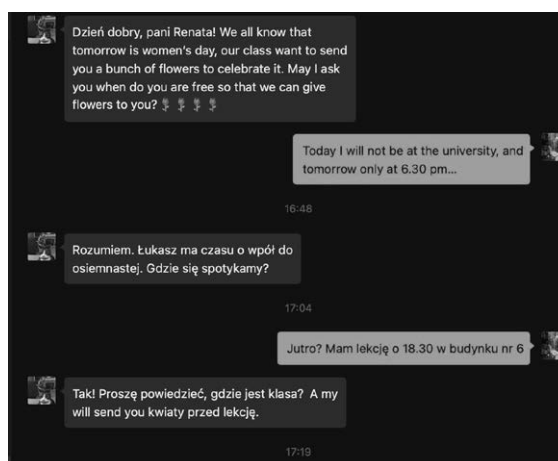 Dzień dobry, pani Renata! We all know that
tomorrow is women's day, our class want to send
you a bunch of flowers to celebrate it. May I ask
you when do you are free so that we can give
flowers to you?
Today I will not be at the university, and
tomorrow only at 6.30 pm...
16:48
Rozumiem. Łukasz ma czasu o wpół do
osiemnastej. Gdzie się spotykamy?
17:04
Jutro? Mam lekcję o 18.30 w budynku nr 6
Tak! Proszę powiedzieć, gdzie jest klasa? A my
will send you kwiaty przed lekcję.
17:19